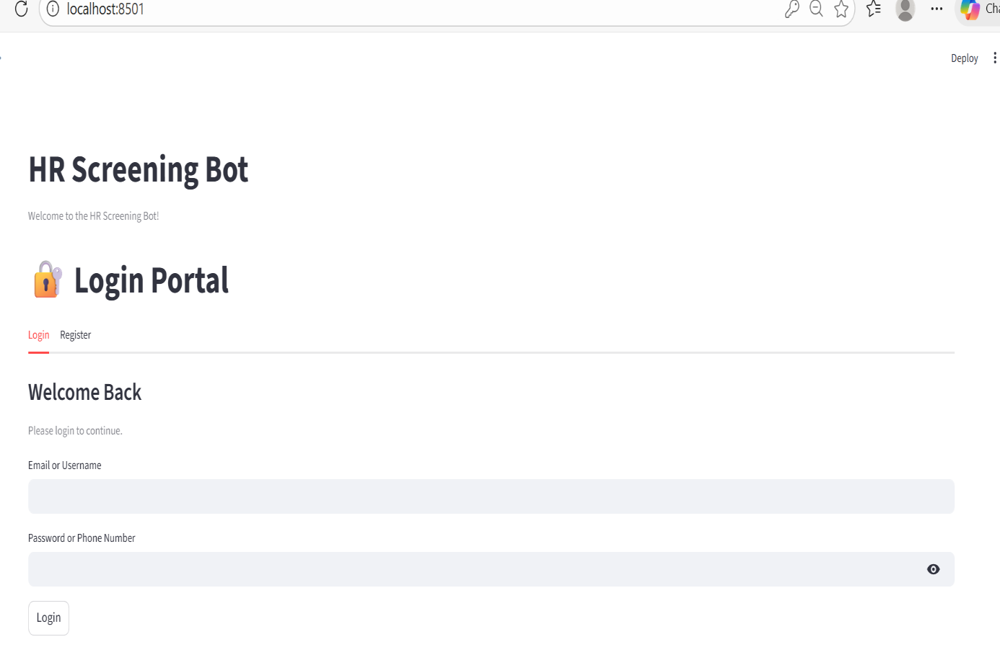 localhost:8501
Deploy
HR Screening Bot
Welcome to the HR Screening Bot!
Login Portal
Login Register
Welcome Back
Please login to continue.
Email or Username
Password or Phone Number
Login